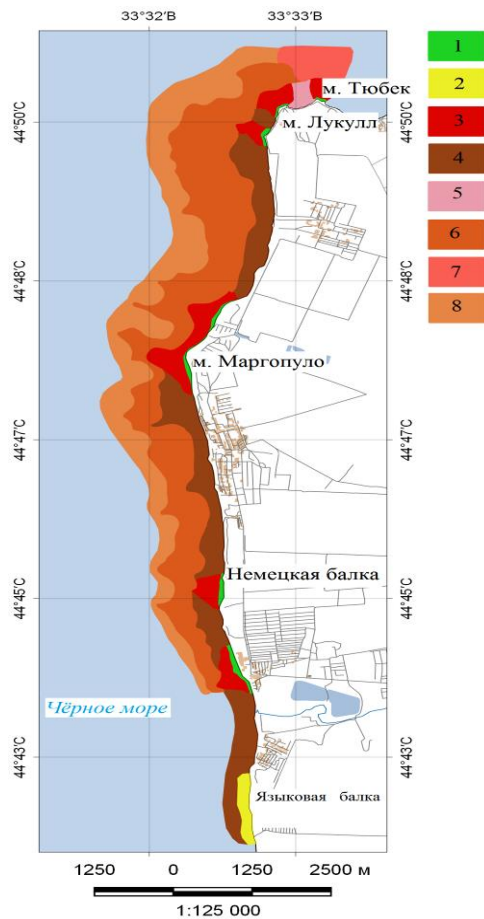 33°32'В 33°33'В
1
2
м. Тюбек
3
44°50'С 44°50'С
м. Лукулл
4
5
6
44°48'С 44°48'С
7
8
м. Маргопуло
44°47'С 44°47'С
Немецкая балка
44°45'С 44°45'С
Чёрное море
44°43'С 44°43'С
Языковая балка
1250 0 1250 2500 м
1:125 000